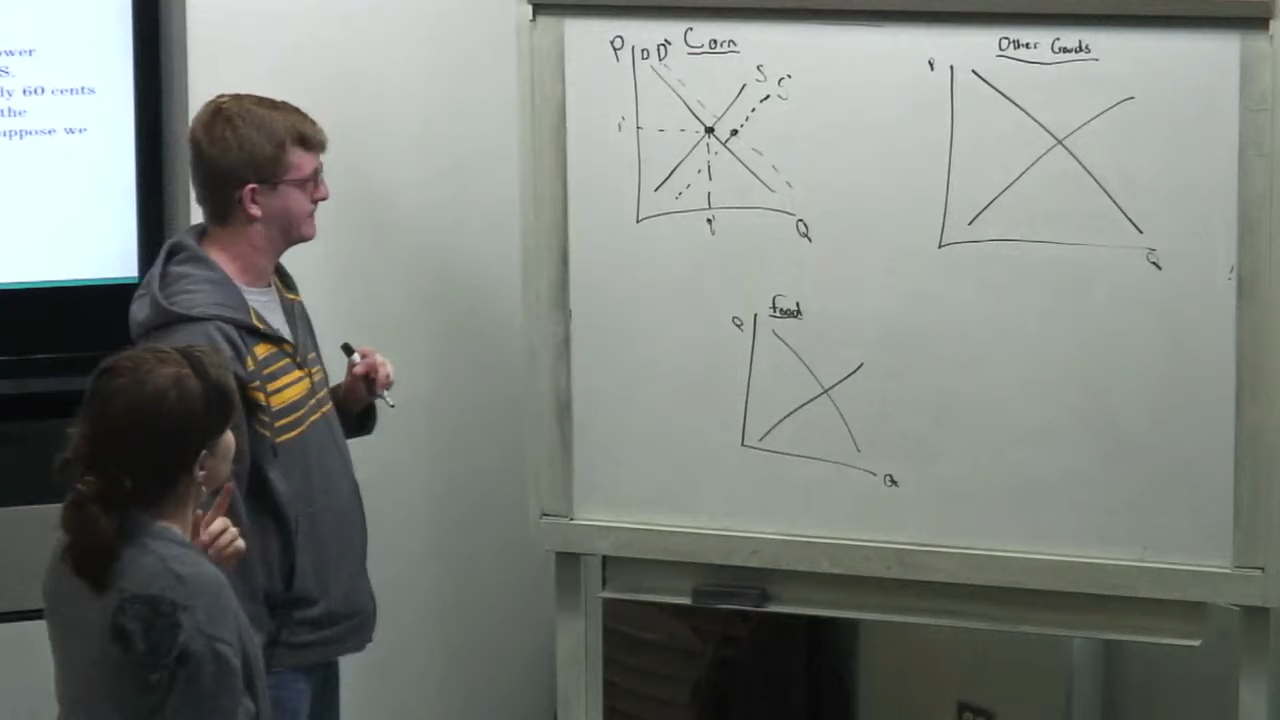 ower
S.
ly 60 cents
the
uppose we
Corn
P D D'
S S'
q'
Q
Other Goods
P
Q
food
P
Q